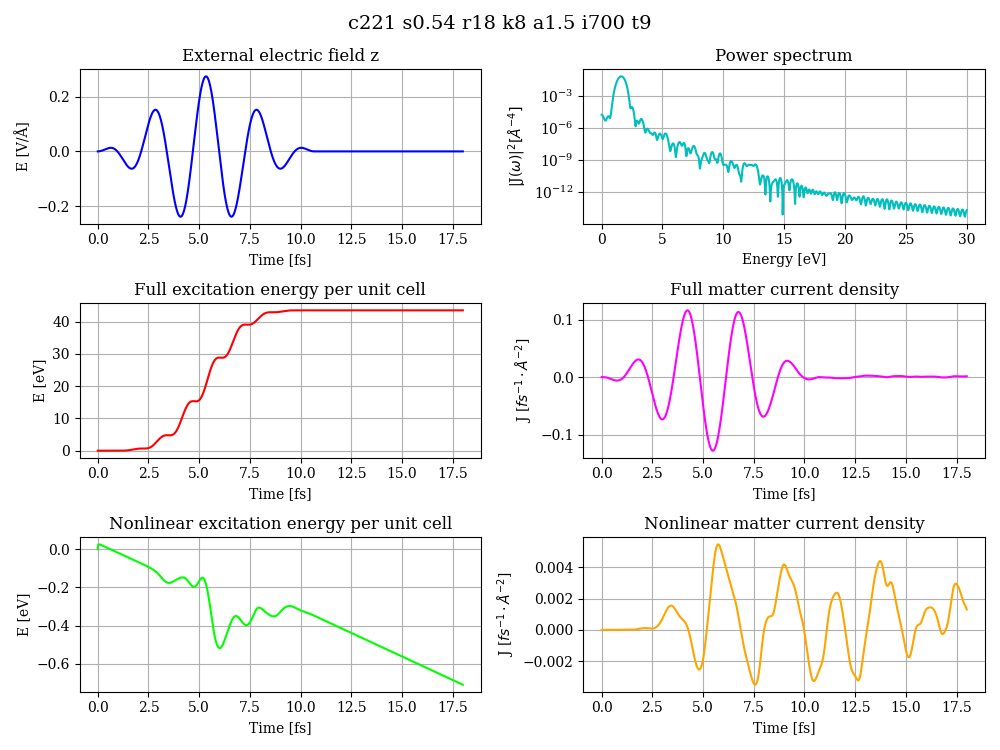 c221 s0.54 r18 k8 a1.5 i700 t9
External electric field z
E [V/Å]
0.2
0.0
−0.2
0.0 2.5 5.0 7.5 10.0 12.5 15.0 17.5
Time [fs]
Power spectrum
|J(ω)|² [Å⁻⁴]
10⁻³
10⁻⁶
10⁻⁹
10⁻¹²
0 5 10 15 20 25 30
Energy [eV]
Full excitation energy per unit cell
E [eV]
40
30
20
10
0
0.0 2.5 5.0 7.5 10.0 12.5 15.0 17.5
Time [fs]
Full matter current density
J [fs⁻¹ · Å⁻²]
0.1
0.0
−0.1
0.0 2.5 5.0 7.5 10.0 12.5 15.0 17.5
Time [fs]
Nonlinear excitation energy per unit cell
E [eV]
0.0
−0.2
−0.4
−0.6
0.0 2.5 5.0 7.5 10.0 12.5 15.0 17.5
Time [fs]
Nonlinear matter current density
J [fs⁻¹ · Å⁻²]
0.004
0.002
0.000
−0.002
0.0 2.5 5.0 7.5 10.0 12.5 15.0 17.5
Time [fs]